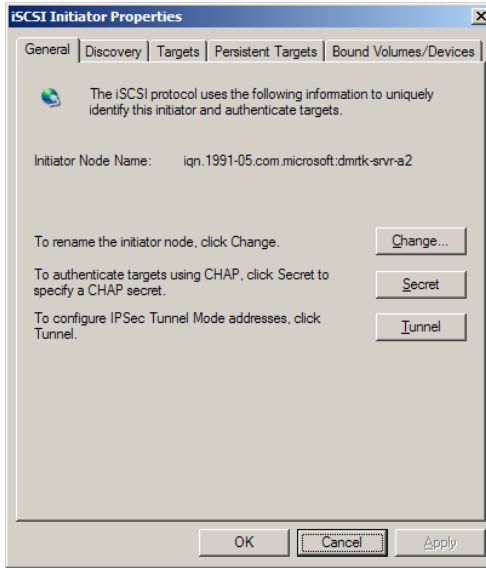 iSCSI Initiator Properties
General Discovery Targets Persistent Targets Bound Volumes/Devices
The iSCSI protocol uses the following information to uniquely
identify this initiator and authenticate targets.
Initiator Node Name: iqn.1991-05.com.microsoft:dmrtk-srvr-a2
To rename the initiator node, click Change. Change...
To authenticate targets using CHAP, click Secret to
specify a CHAP secret.
Secret
To configure IPSec Tunnel Mode addresses, click
Tunnel.
Tunnel
OK Cancel Apply